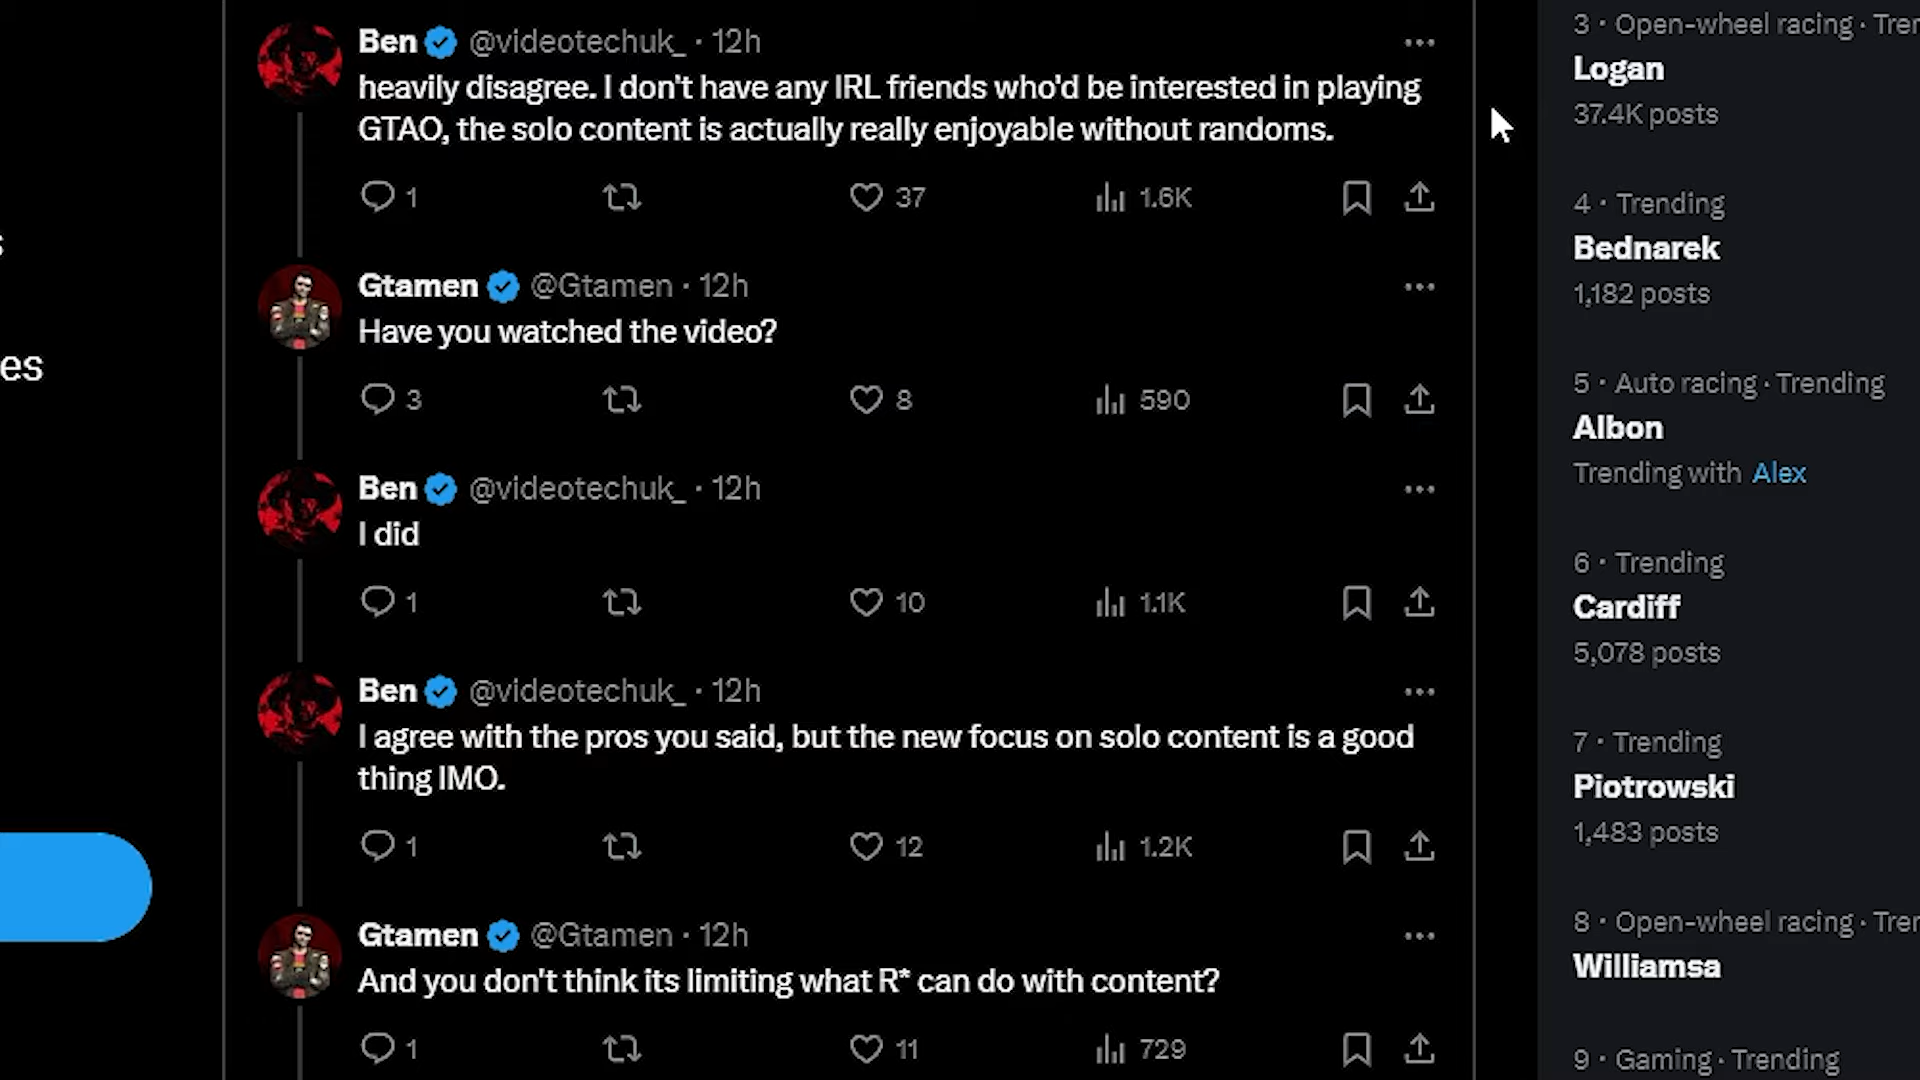 Ben @videotechuk_ · 12h
heavily disagree. I don't have any IRL friends who'd be interested in playing
GTAO, the solo content is actually really enjoyable without randoms.
1 37 1.6K
Gtamen @Gtamen · 12h
Have you watched the video?
3 8 590
Ben @videotechuk_ · 12h
I did
1 10 1.1K
Ben @videotechuk_ · 12h
I agree with the pros you said, but the new focus on solo content is a good
thing IMO.
1 12 1.2K
Gtamen @Gtamen · 12h
And you don't think its limiting what R* can do with content?
1 11 729
3 · Open-wheel racing ·
Logan
37.4K posts
4 · Trending
Bednarek
1,182 posts
5 · Auto racing · Trending
Albon
Trending with Alex
6 · Trending
Cardiff
5,078 posts
7 · Trending
Piotrowski
1,483 posts
8 · Open-wheel racing ·
Williamsa
9 · Gaming · Trending